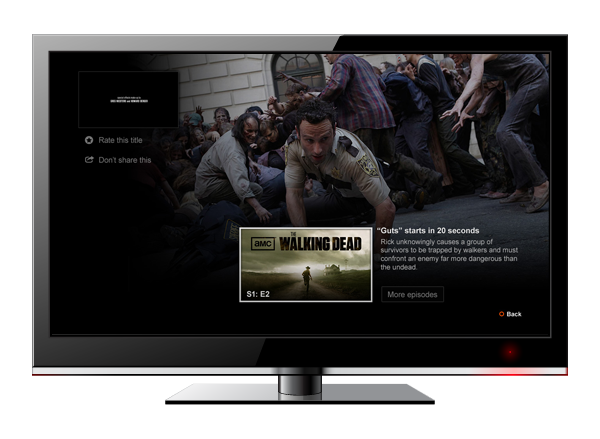 Rate this title
Don't share this
"Guts" starts in 20 seconds
Rick unknowingly causes a group of
survivors to be trapped by walkers and must
confront an enemy far more dangerous than
the undead.
aMC
THE
WALKING DEAD
S1: E2
More episodes
Back